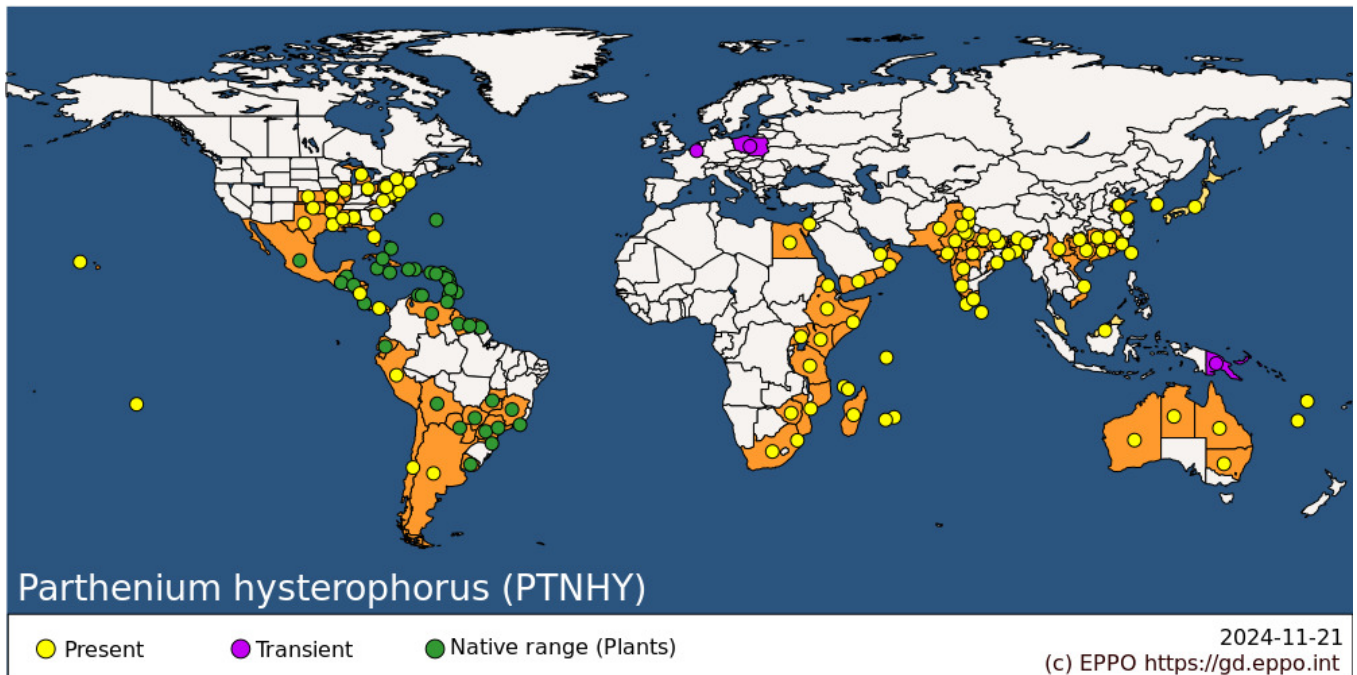 Parthenium hysterophorus (PTNHY)
Present
Transient
Native range (Plants)
2024-11-21
(c) EPPO https://gd.eppo.int